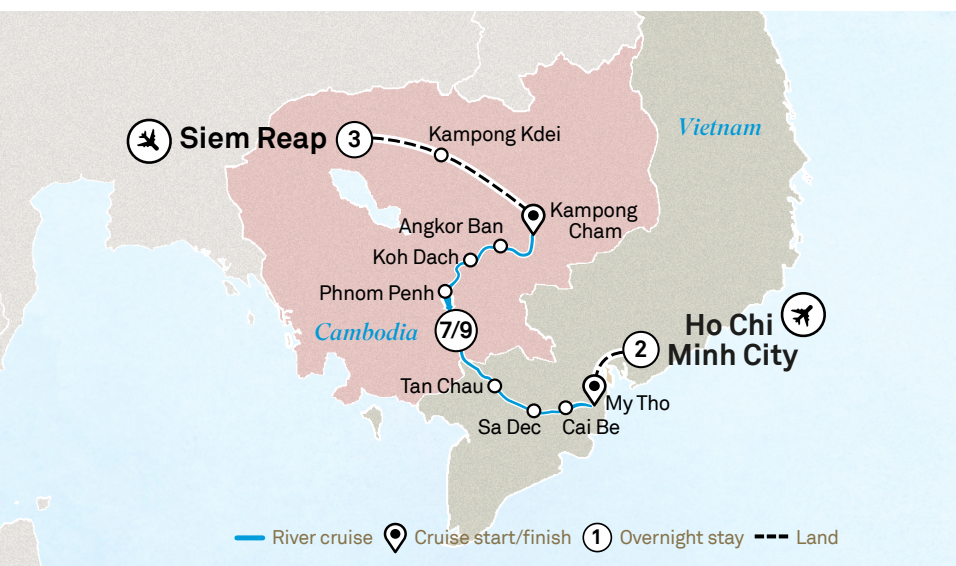 Vietnam
Siem Reap
3
Kampong Kdei
Kampong
Cham
Angkor Ban
Koh Dach
Phnom Penh
Cambodia
7/9
Ho Chi
Minh City
2
Tan Chau
My Tho
Sa Dec
Cai Be
River cruise
Cruise start/finish
1
Overnight stay
Land